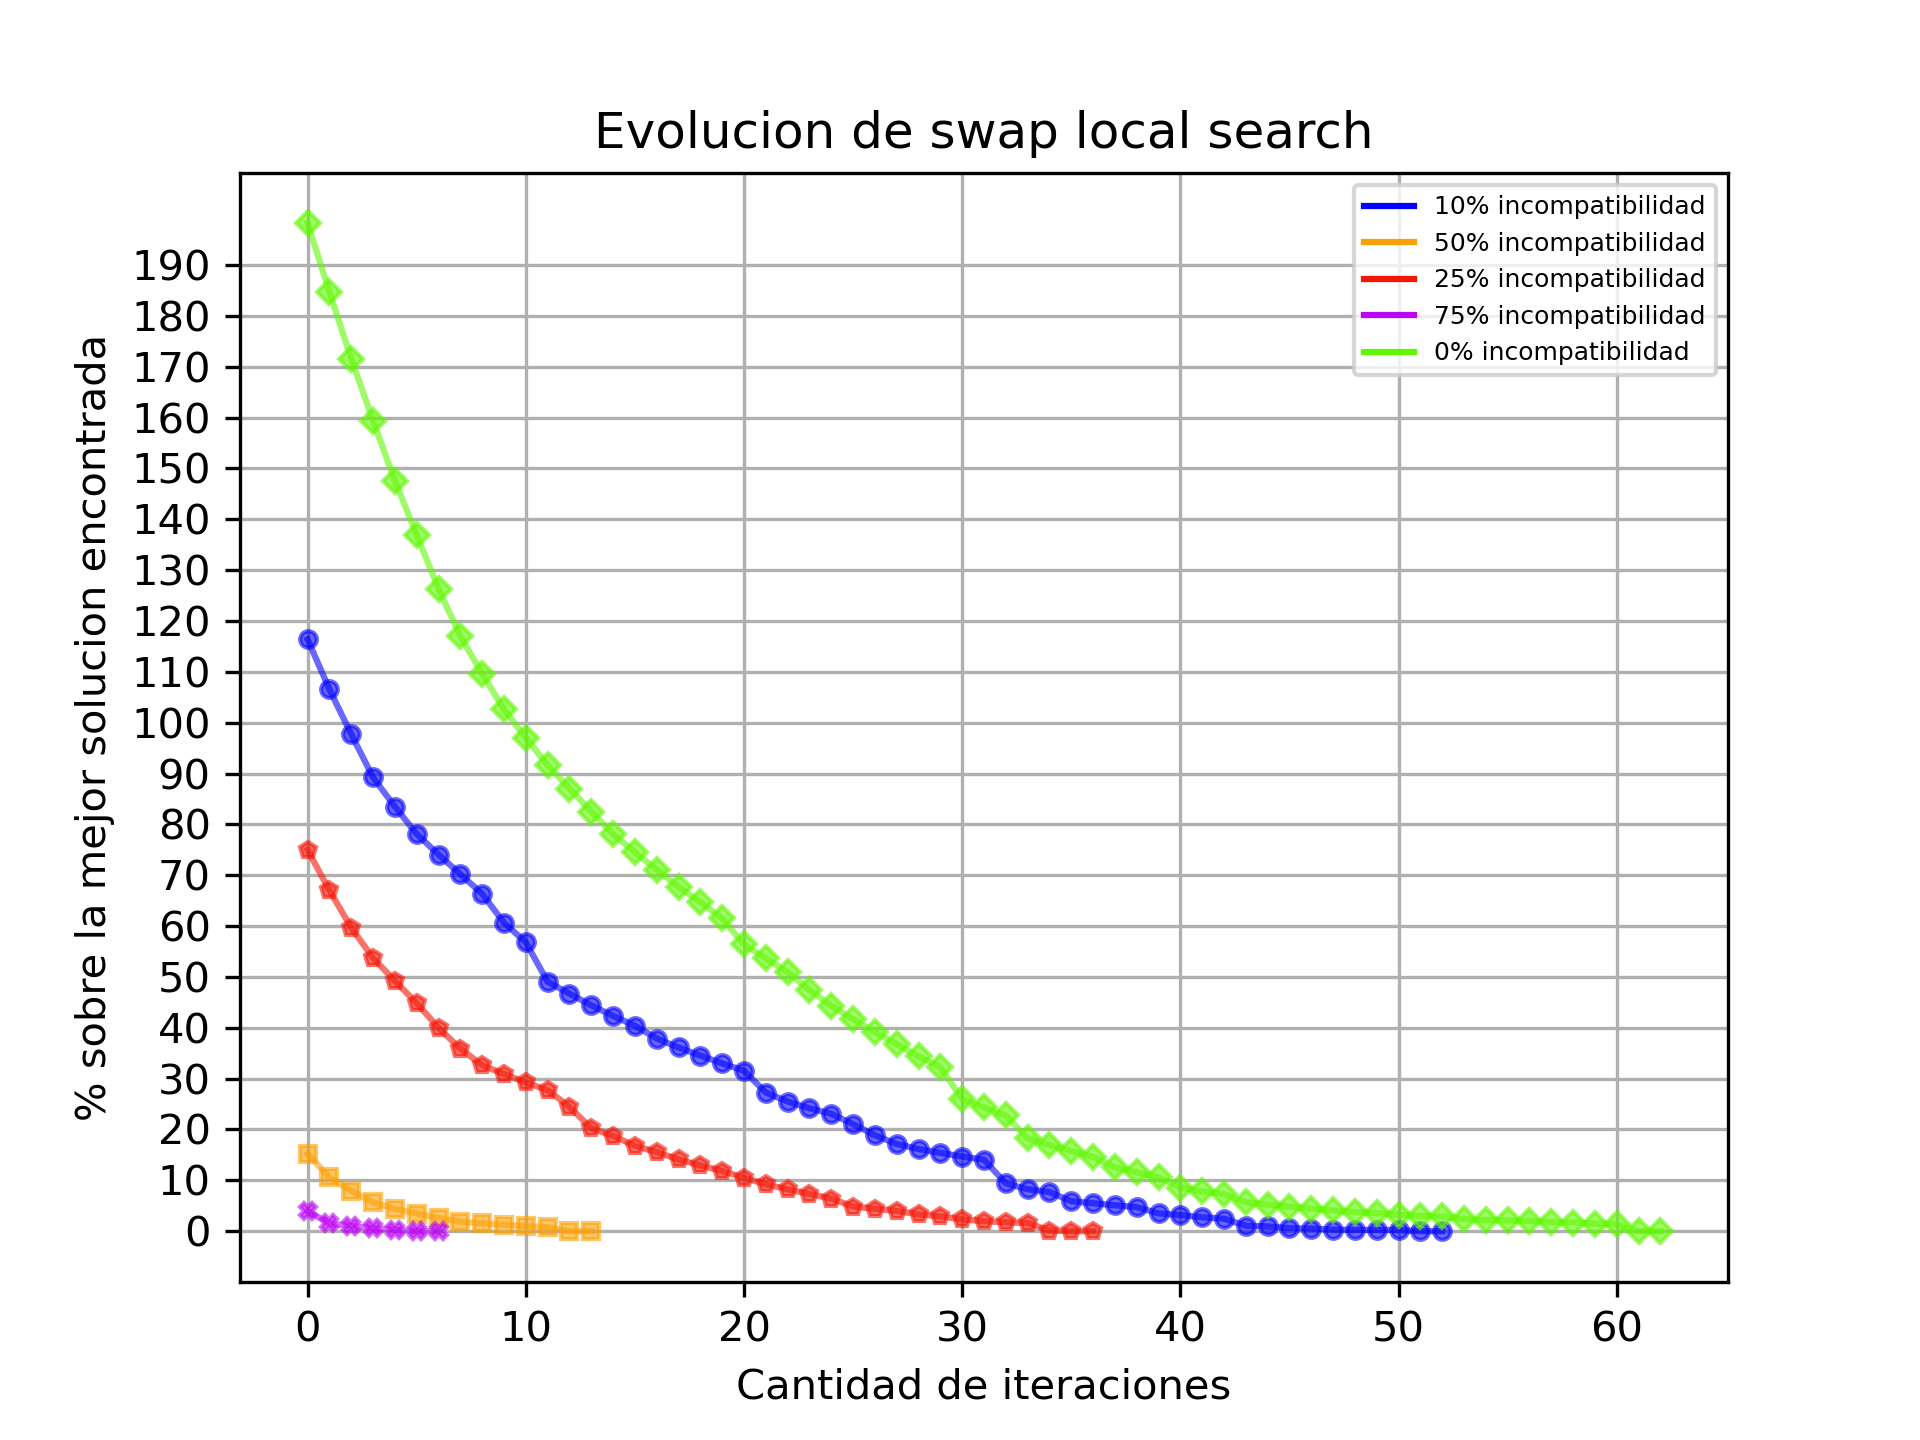 Evolucion de swap local search
10% incompatibilidad
50% incompatibilidad
25% incompatibilidad
75% incompatibilidad
0% incompatibilidad
% sobre la mejor solucion encontrada
190
180
170
160
150
140
130
120
110
100
90
80
70
60
50
40
30
20
10
0
0 10 20 30 40 50 60
Cantidad de iteraciones